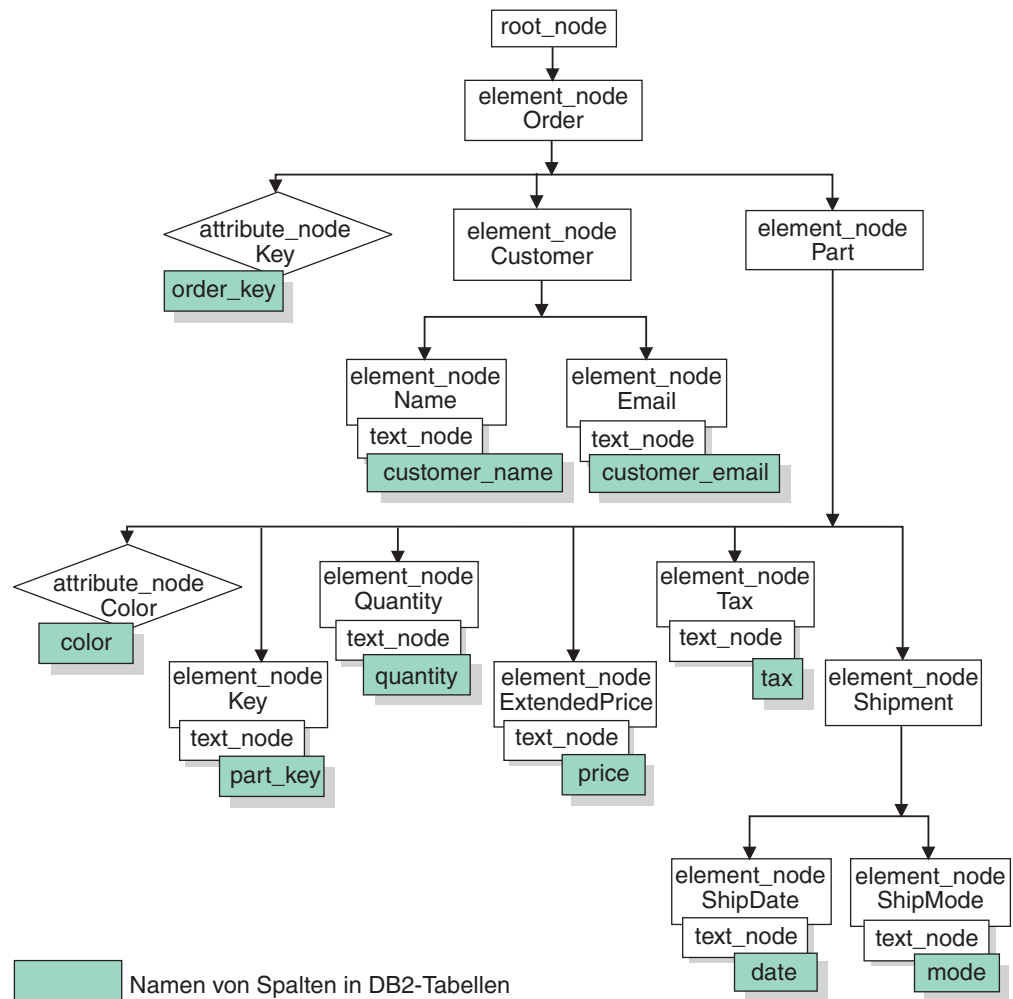 root_node
element_node
Order
attribute_node
Key
order_key
element_node
Customer
element_node
Part
element_node
Name
text_node
customer_name
element_node
Email
text_node
customer_email
attribute_node
Color
color
element_node
Key
text_node
part_key
element_node
Quantity
text_node
quantity
element_node
ExtendedPrice
text_node
price
element_node
Tax
text_node
tax
element_node
Shipment
element_node
ShipDate
text_node
date
element_node
ShipMode
text_node
mode
Namen von Spalten in DB2-Tabellen